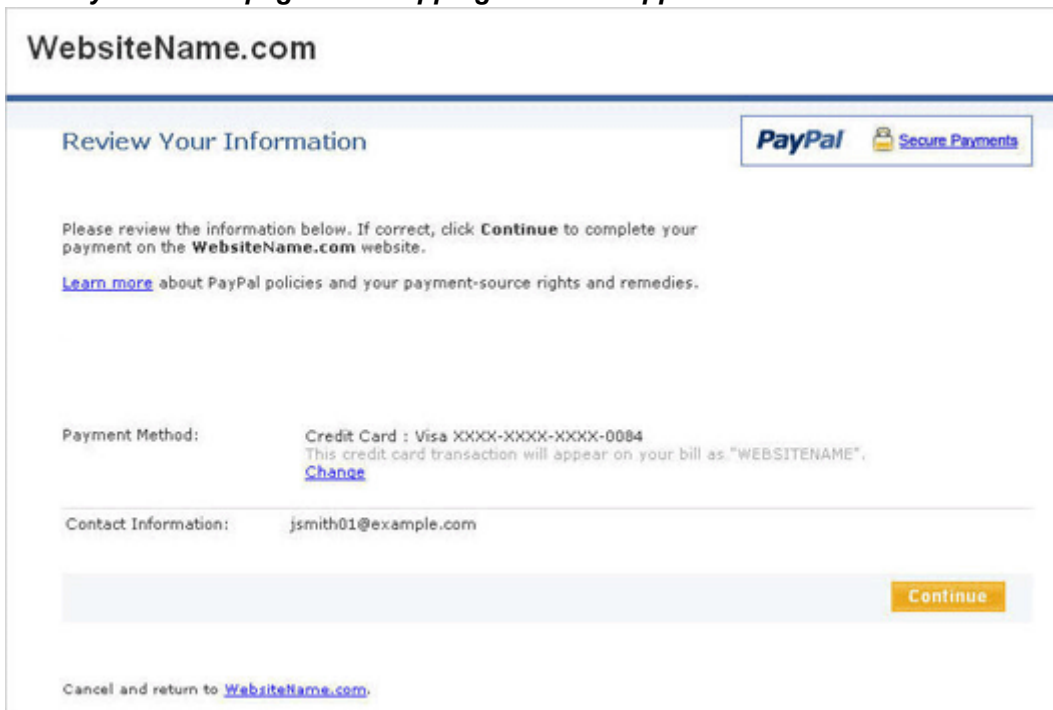 WebsiteName.com
Review Your Information
PayPal Secure Payments
Please review the information below. If correct, click Continue to complete your
payment on the WebsiteName.com website.
Learn more about PayPal policies and your payment-source rights and remedies.
Payment Method:
Credit Card : Visa XXXX-XXXX-XXXX-0084
This credit card transaction will appear on your bill as "WEBSITENAME".
Change
Contact Information: jsmith01@example.com
Continue
Cancel and return to WebsiteName.com.